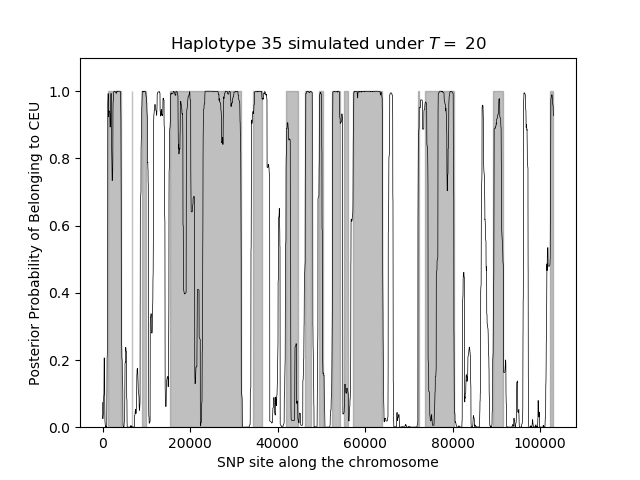 Haplotype 35 simulated under T = 20
Posterior Probability of Belonging to CEU
1.0
0.8
0.6
0.4
0.2
0.0
0 20000 40000 60000 80000 100000
SNP site along the chromosome